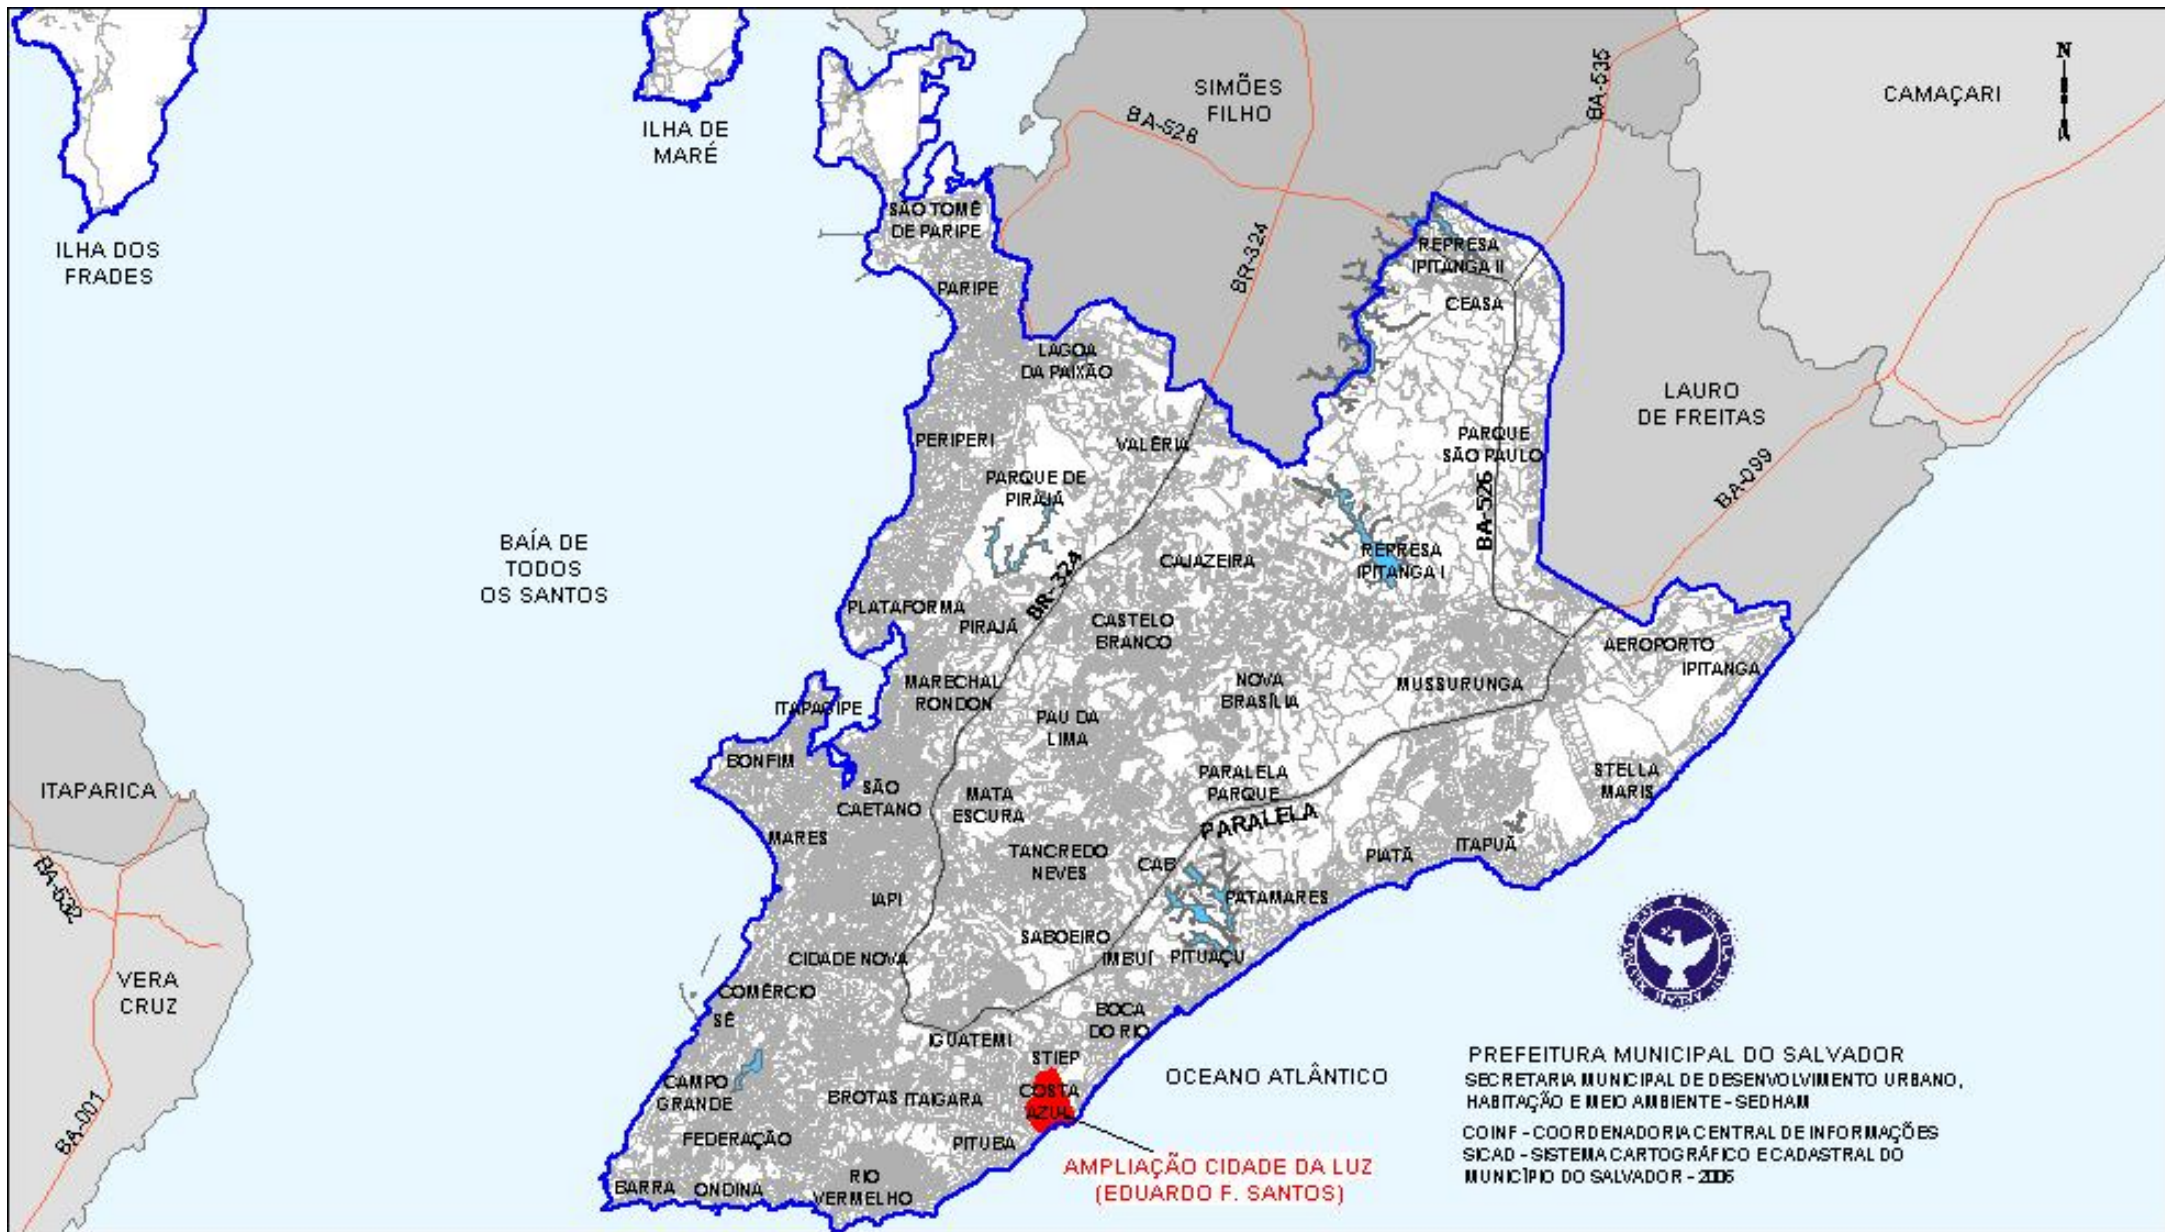 N
SIMÕES
FILHO
CAMAÇARI
BA-535
BA-526
ILHA DE
MARÉ
SÃO TOMÉ
DE PARIPE
ILHA DOS
FRADES
BR-324
REPRESA
IPITANGA II
PARIPE
CEASA
LAGOA
DA PAIXÃO
LAURO
DE FREITAS
PERIPERI
VALÉRIA
PARQUE
SÃO PAULO
PARQUE DE
PIRAJÁ
BA-099
BA-526
BAÍA DE
TODOS
OS SANTOS
CAJAZEIRA
REPRESA
IPITANGA I
BR-324
PLATAFORMA
PIRAJÁ
CASTELO
BRANCO
AEROPORTO
IPITANGA
MARECHAL
RONDON
NOVA
BRASÍLIA
MUSSURUNGA
ITAPAGIPE
PAU DA
LIMA
BONFIM
PARALELA
PARQUE
STELLA
MARIS
ITAPARICA
SÃO
CAETANO
MATA
ESCURA
PARALELA
MARES
ITAPUÃ
TANCREDO
NEVES
CAB
PIATÃ
BA-532
IAPI
PATAMARES
SABOEIRO
CIDADE NOVA
IMBUÍ
PITUAÇU
VERA
CRUZ
COMÉRCIO
SÉ
BOCA
DO RIO
IGUATEMI
STIEP
OCEANO ATLÂNTICO
CAMPO
GRANDE
BROTAS
ITAIGARA
COSTA
AZUL
BA-001
FEDERAÇÃO
PITUBA
AMPLIAÇÃO CIDADE DA LUZ
(EDUARDO F. SANTOS)
BARRA
ONDINA
RIO
VERMELHO
PREFEITURA MUNICIPAL DO SALVADOR
SECRETARIA MUNICIPAL DE DESENVOLVIMENTO URBANO,
HABITAÇÃO E MEIO AMBIENTE - SEDHAM
COINF - COORDENADORIA CENTRAL DE INFORMAÇÕES
SICAD - SISTEMA CARTOGRÁFICO E CADASTRAL DO
MUNICÍPIO DO SALVADOR - 2006